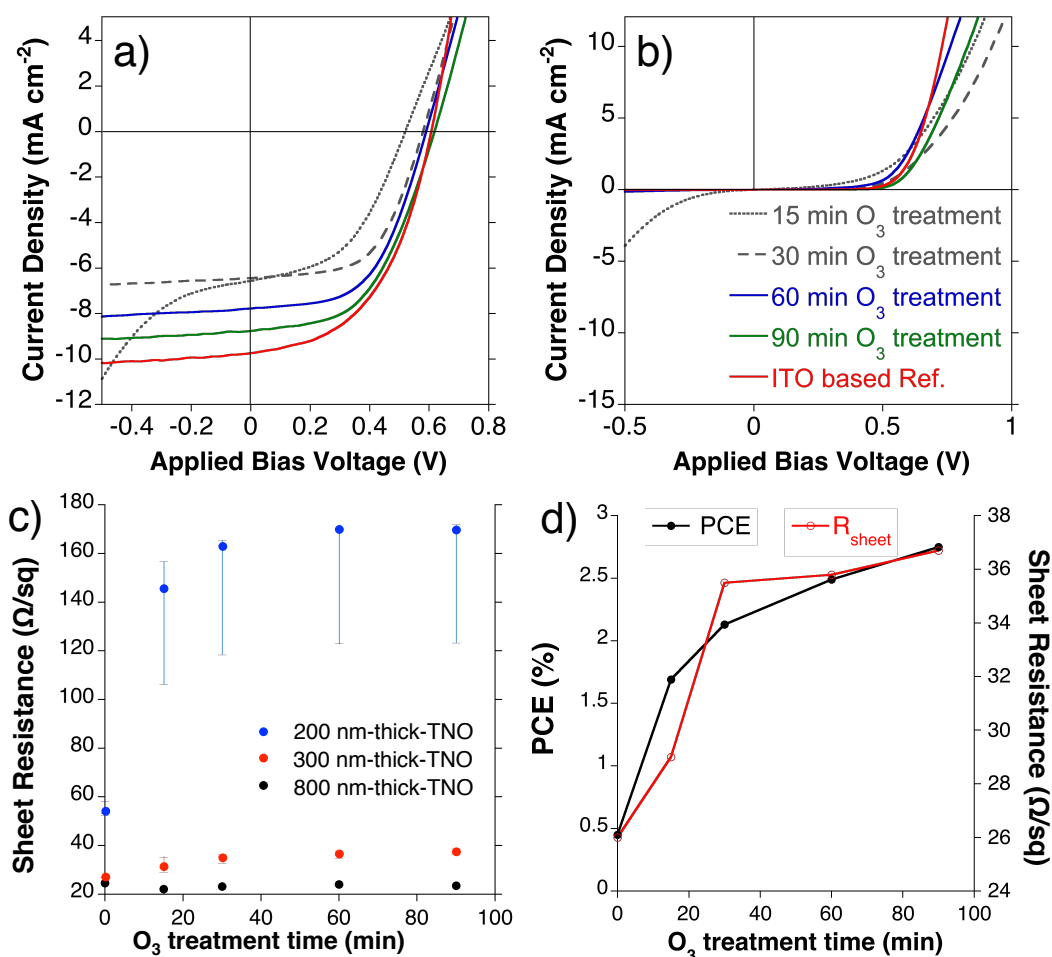 a)
Current Density (mA cm-2)
4
2
0
-2
-4
-6
-8
-10
-12
-0.4
-0.2
0
0.2
0.4
0.6
0.8
Applied Bias Voltage (V)
b)
Current Density (mA cm-2)
10
5
0
-5
-10
-15
15 min O3 treatment
30 min O3 treatment
60 min O3 treatment
90 min O3 treatment
ITO based Ref.
-0.5
0
0.5
1
Applied Bias Voltage (V)
c)
Sheet Resistance (Ω/sq)
180
160
140
120
100
80
60
40
20
200 nm-thick-TNO
300 nm-thick-TNO
800 nm-thick-TNO
0
20
40
60
80
100
O3 treatment time (min)
d)
PCE (%)
3
2.5
2
1.5
1
0.5
0
PCE
Rsheet
38
36
34
32
30
28
26
24
Sheet Resistance (Ω/sq)
0
20
40
60
80
100
O3 treatment time (min)